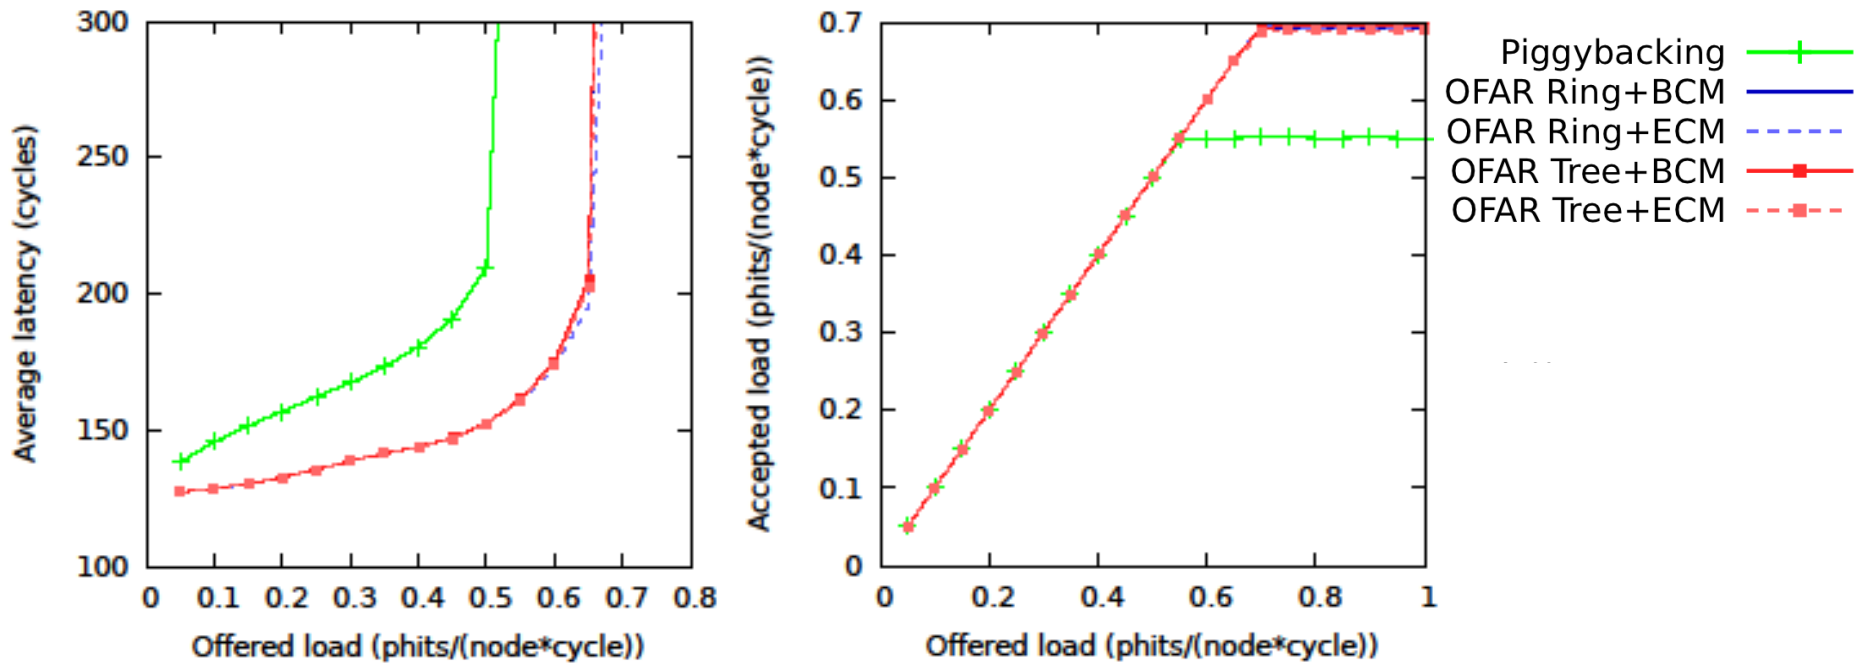 300
250
200
150
100
0 0.1 0.2 0.3 0.4 0.5 0.6 0.7 0.8
Average latency (cycles)
Offered load (phits/(node*cycle))
0.7
0.6
0.5
0.4
0.3
0.2
0.1
0
0 0.2 0.4 0.6 0.8 1
Accepted load (phits/(node*cycle))
Offered load (phits/(node*cycle))
Piggybacking
OFAR Ring+BCM
OFAR Ring+ECM
OFAR Tree+BCM
OFAR Tree+ECM